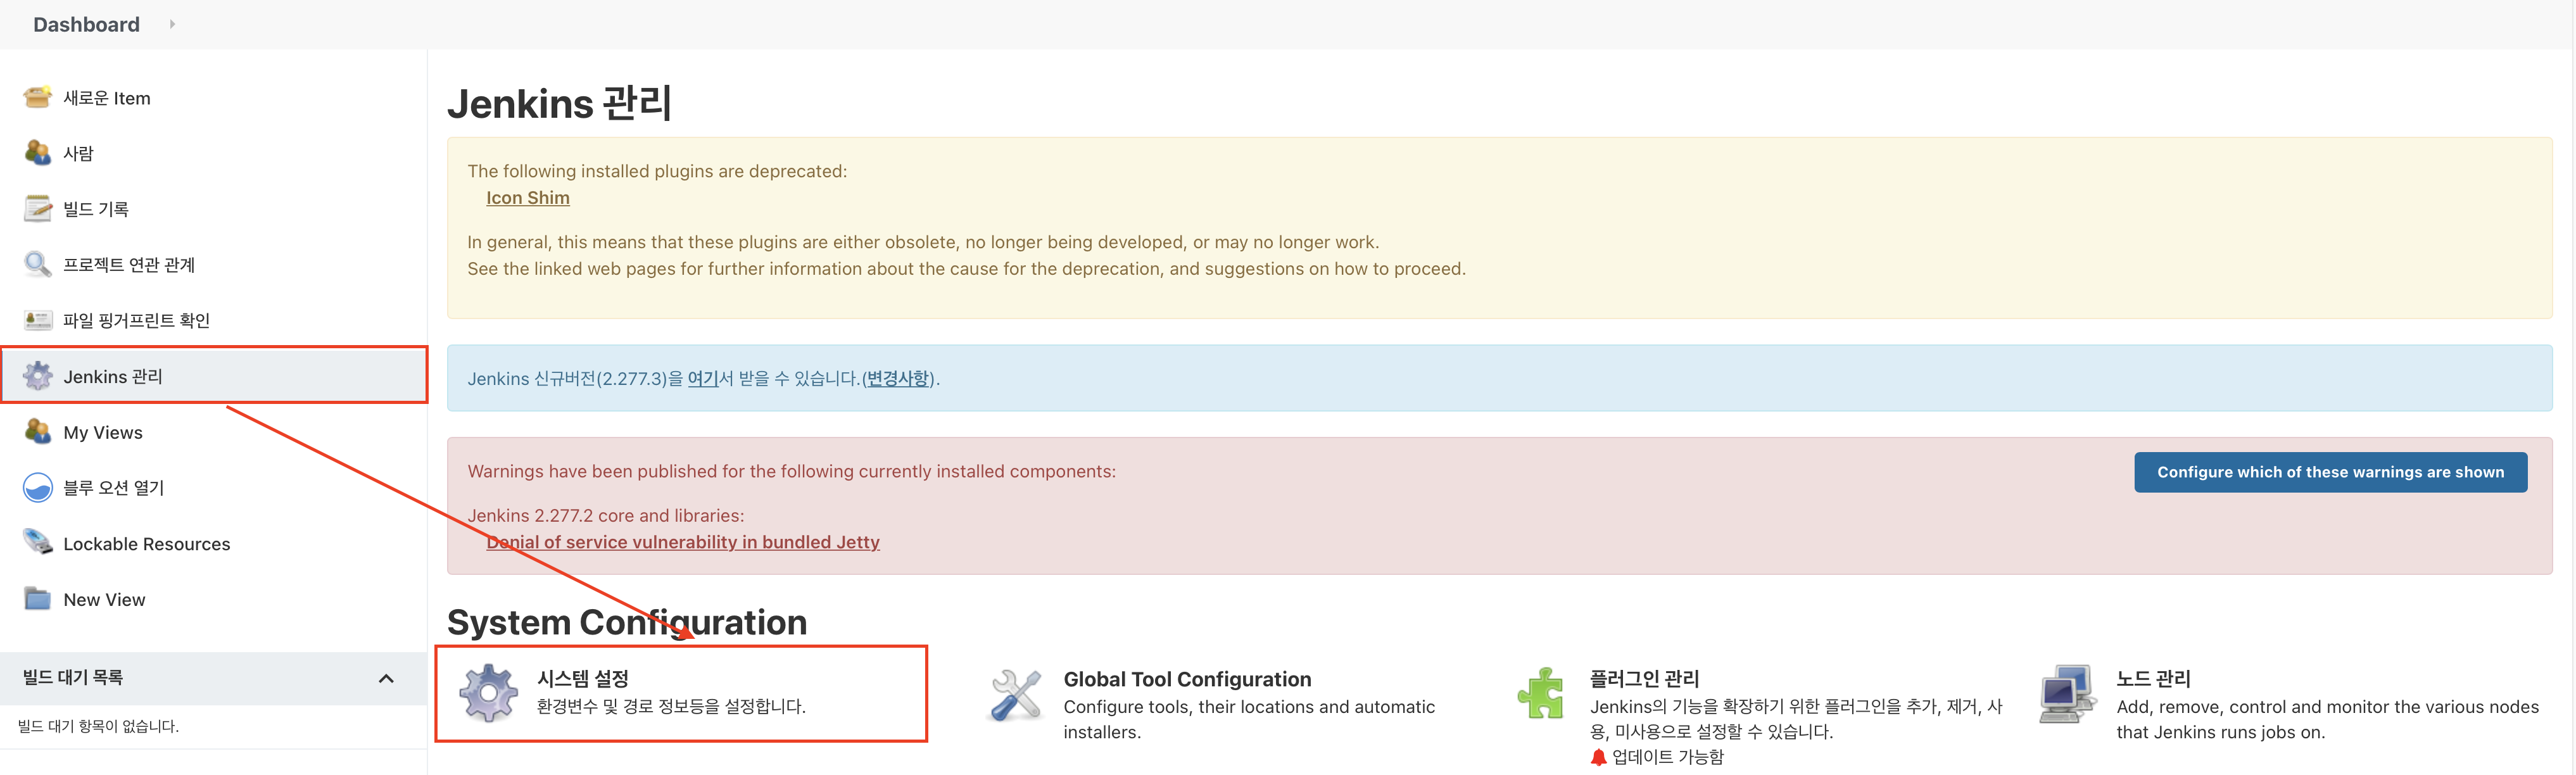 Dashboard
새로운 Item
사람
빌드 기록
프로젝트 연관 관계
파일 핑거프린트 확인
Jenkins 관리
My Views
블루 오션 열기
Lockable Resources
New View
빌드 대기 목록
빌드 대기 항목이 없습니다.
Jenkins 관리
The following installed plugins are deprecated:
Icon Shim
In general, this means that these plugins are either obsolete, no longer being developed, or may no longer work.
See the linked web pages for further information about the cause for the deprecation, and suggestions on how to proceed.
Jenkins 신규버전(2.277.3)을 여기서 받을 수 있습니다.(변경사항).
Warnings have been published for the following currently installed components:
Configure which of these warnings are shown
Jenkins 2.277.2 core and libraries:
Denial of service vulnerability in bundled Jetty
System Configuration
시스템 설정
환경변수 및 경로 정보등을 설정합니다.
Global Tool Configuration
Configure tools, their locations and automatic
installers.
플러그인 관리
Jenkins의 기능을 확장하기 위한 플러그인을 추가, 제거, 사
용, 미사용으로 설정할 수 있습니다.
업데이트 가능함
노드 관리
Add, remove, control and monitor the various nodes
that Jenkins runs jobs on.